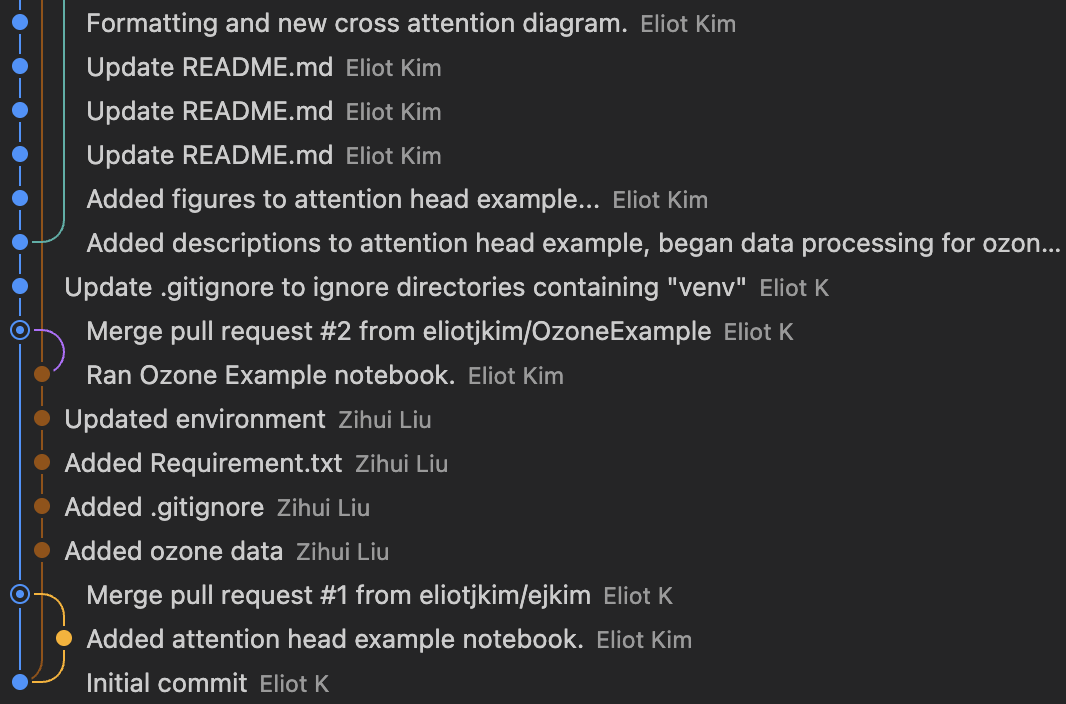 Formatting and new cross attention diagram. Eliot Kim
Update README.md Eliot Kim
Update README.md Eliot Kim
Update README.md Eliot Kim
Added figures to attention head example... Eliot Kim
Added descriptions to attention head example, began data processing for ozon...
Update .gitignore to ignore directories containing "venv" Eliot K
Merge pull request #2 from eliotjkim/OzoneExample Eliot K
Ran Ozone Example notebook. Eliot Kim
Updated environment Zihui Liu
Added Requirement.txt Zihui Liu
Added .gitignore Zihui Liu
Added ozone data Zihui Liu
Merge pull request #1 from eliotjkim/ejkim Eliot K
Added attention head example notebook. Eliot Kim
Initial commit Eliot K